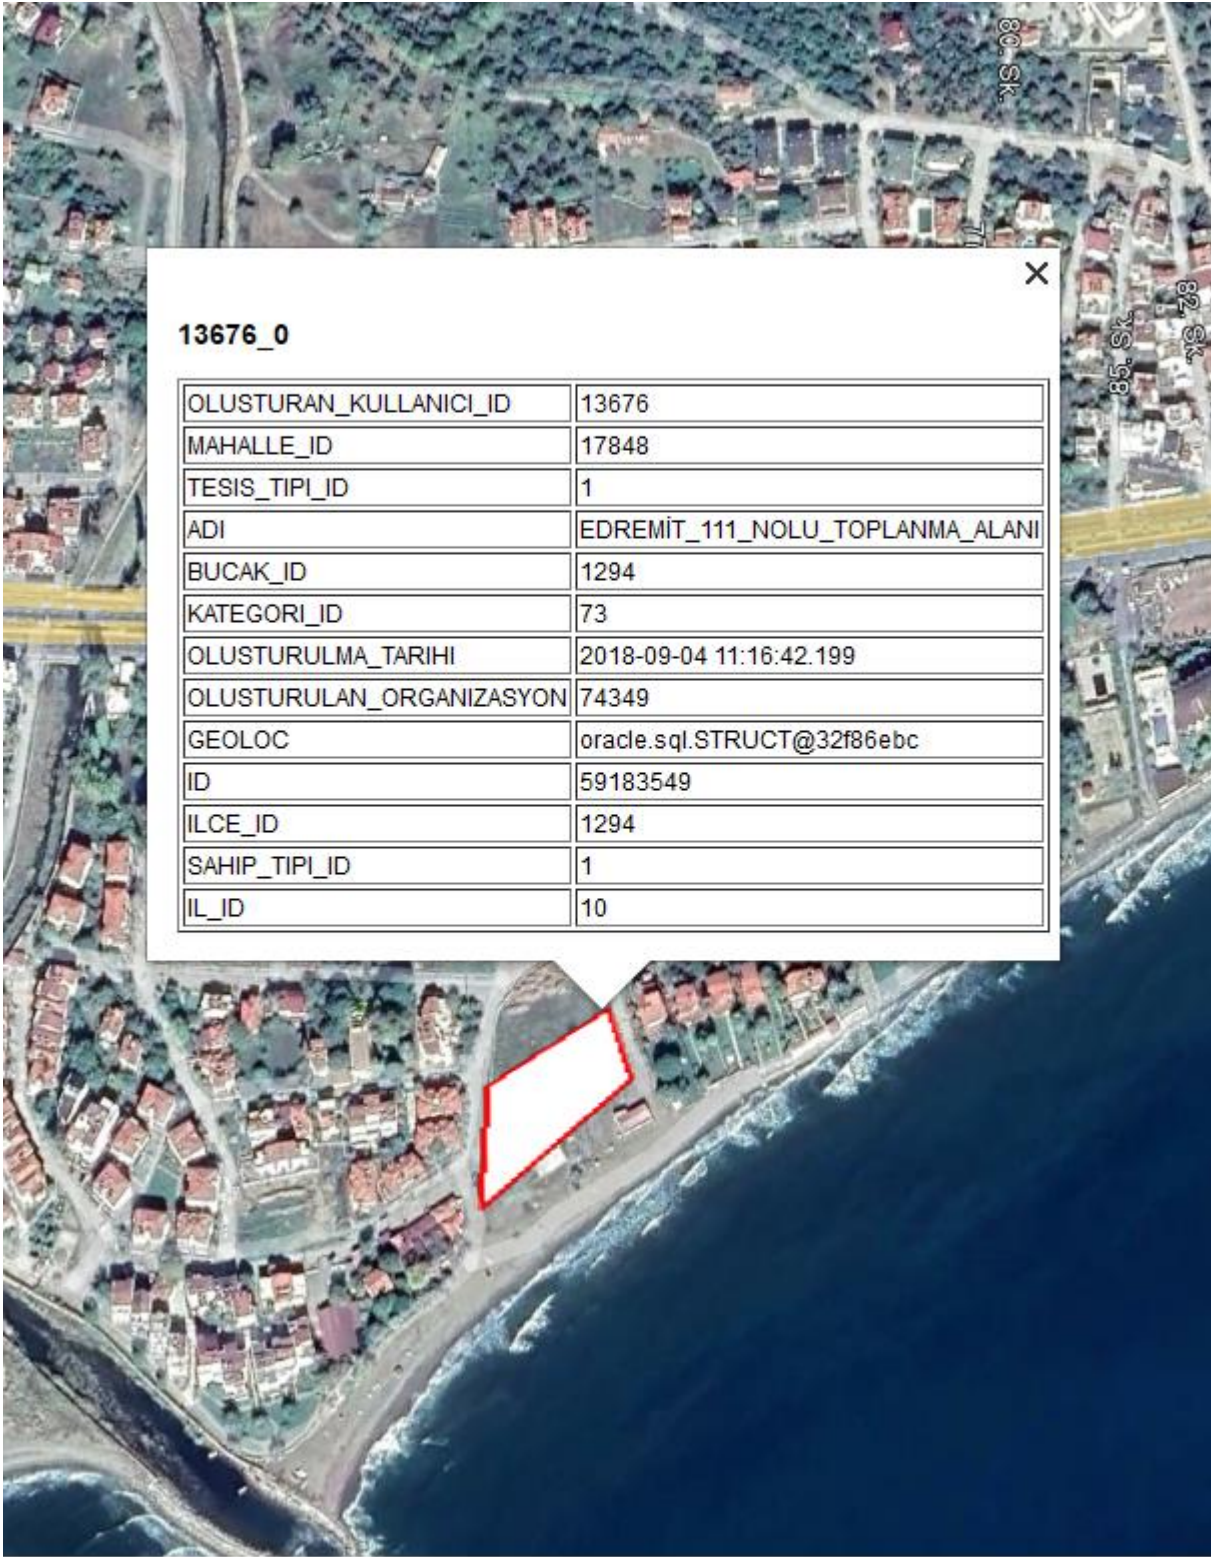 80. Sk.
82. Sk.
85. Sk.
13676_0
OLUSTURAN_KULLANICI_ID 13676
MAHALLE_ID 17848
TESIS_TIPI_ID 1
ADI EDREMİT_111_NOLU_TOPLANMA_ALANI
BUCAK_ID 1294
KATEGORI_ID 73
OLUSTURULMA_TARIHI 2018-09-04 11:16:42.199
OLUSTURULAN_ORGANIZASYON 74349
GEOLOC oracle.sql.STRUCT@32f86ebc
ID 59183549
ILCE_ID 1294
SAHIP_TIPI_ID 1
IL_ID 10